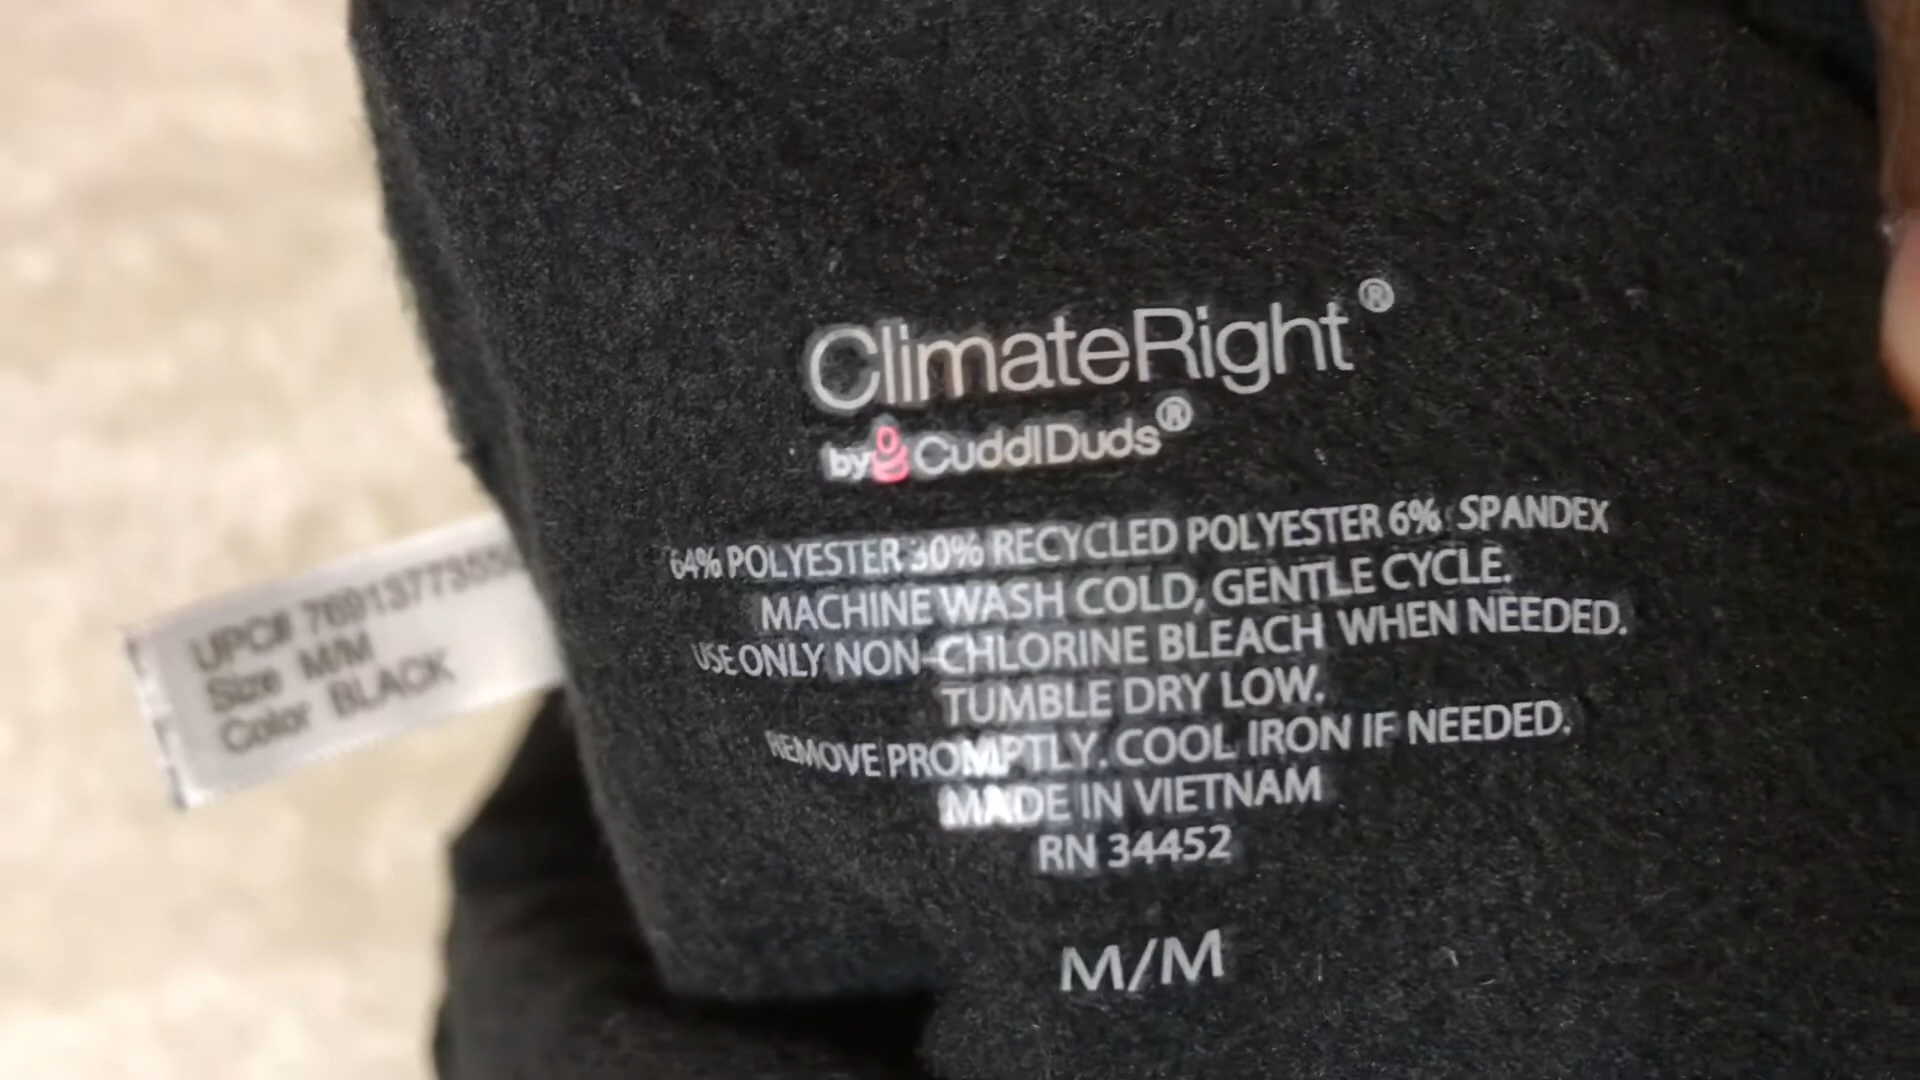 ClimateRight®
by CuddlDuds®
64% POLYESTER 30% RECYCLED POLYESTER 6% SPANDEX
MACHINE WASH COLD, GENTLE CYCLE.
USE ONLY NON-CHLORINE BLEACH WHEN NEEDED.
TUMBLE DRY LOW.
REMOVE PROMPTLY. COOL IRON IF NEEDED.
MADE IN VIETNAM
RN 34452
M/M
UPC#
Size M/M
Color BLACK